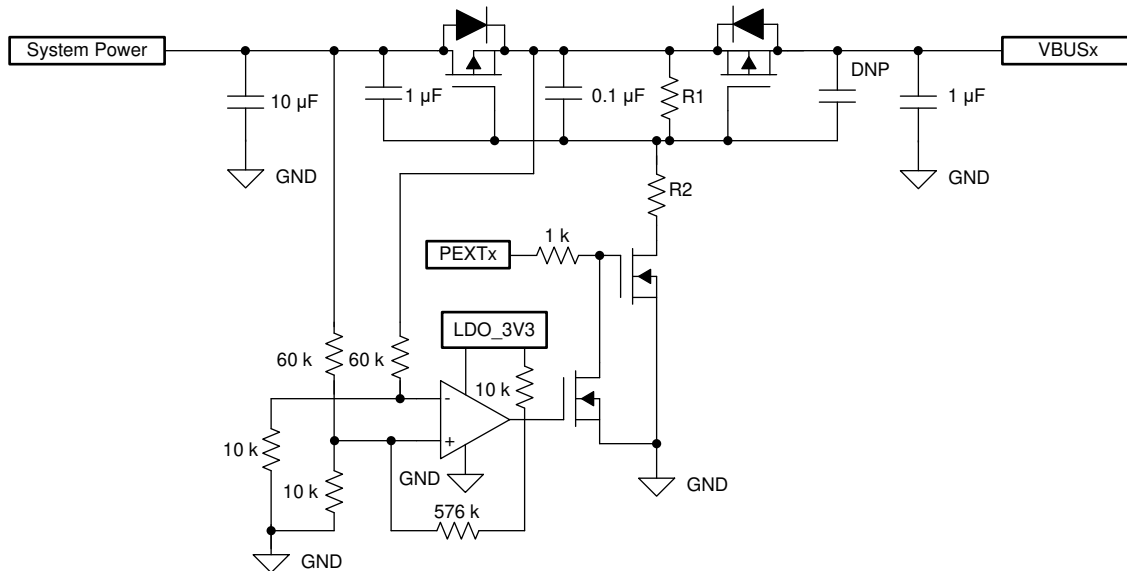 System Power
VBUSx
DNP
10 µF
1 µF
0.1 µF
R1
1 µF
GND
GND
R2
1 k
PEXTx
LDO_3V3
60 k
60 k
10 k
-
+
10 k
10 k
GND
GND
576 k
GND